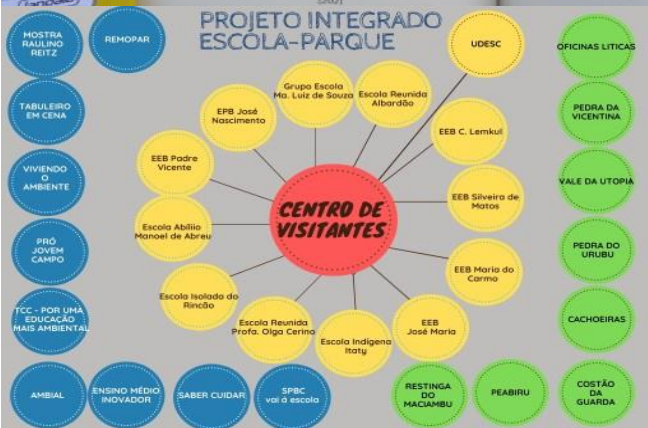 PROJETO INTEGRADO
ESCOLA-PARQUE
MOSTRA
RAULINO
REITZ
REMOPAR
UDESC
OFICINAS LITICAS
Grupo Escola
Ma. Luiz de Souza
Escola Reunida
Albardão
EPB José
Nascimento
EEB C. Lemkul
TABULEIRO
EM CENA
PEDRA DA
VICENTINA
EEB Padre
Vicente
VIVIENDO
O
AMBIENTE
EEB Silveira de
Matos
VALE DA UTOPIA
CENTRO DE
VISITANTES
Escola Abíliio
Manoel de Abreu
PRÓ
JOVEM
CAMPO
EEB Maria do
Carmo
PEDRA DO
URUBU
Escola Isolada do
Rincão
TCC - POR UMA
EDUCAÇÃO
MAIS AMBIENTAL
Escola Reunida
Profa. Olga Cerino
Escola Indígena
Itaty
EEB
José Maria
CACHOEIRAS
AMBIAL
ENSINO MÉDIO
INOVADOR
SABER CUIDAR
SPBC
vai á escola
RESTINGA
DO
MACIAMBU
PEABIRU
COSTÃO
DA
GUARDA